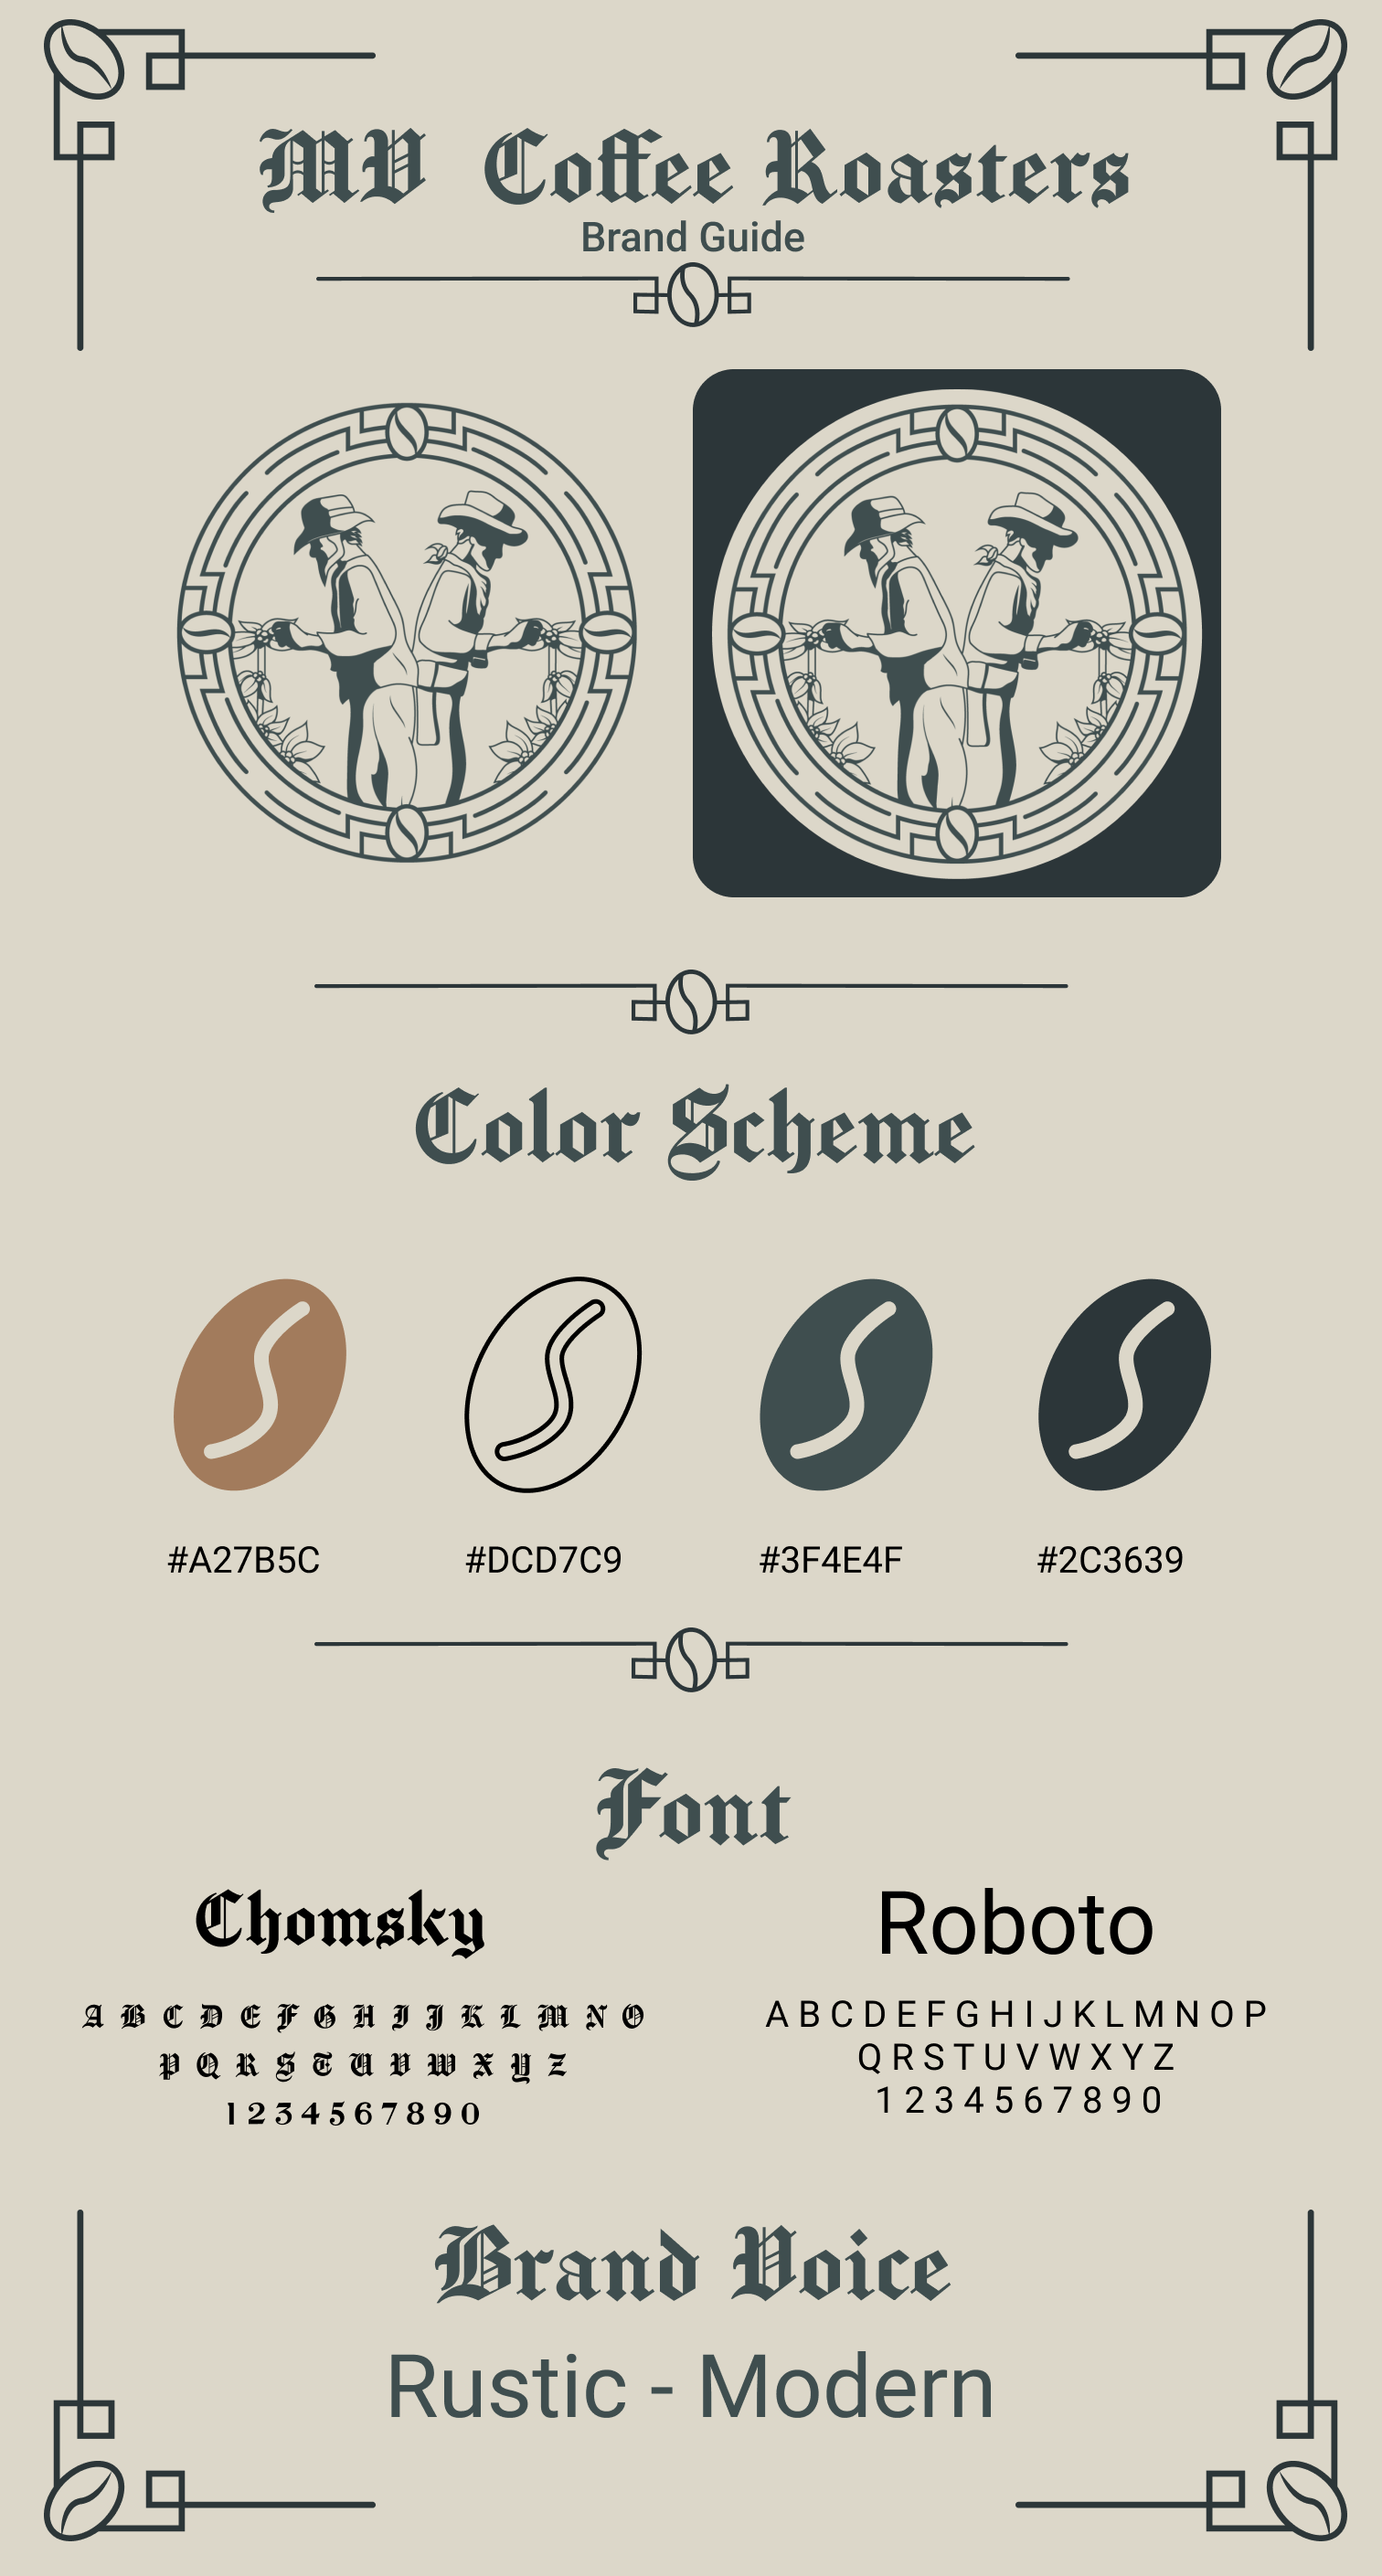 MV Coffee Roasters
Brand Guide
Color Scheme
#A27B5C #DCD7C9 #3F4E4F #2C3639
Font
Chomsky
A B C D E F G H I J K L M N O
P Q R S T U V W X Y Z
1 2 3 4 5 6 7 8 9 0
Roboto
A B C D E F G H I J K L M N O P
Q R S T U V W X Y Z
1 2 3 4 5 6 7 8 9 0
Brand Voice
Rustic - Modern